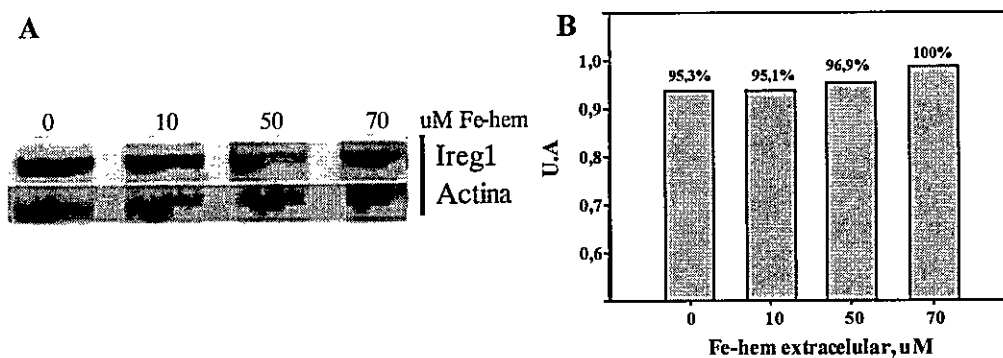 A
0 10 50 70 uM Fe-hem
Ireg1
Actina
B
U.A
1,0
0,9
0,8
0,7
0,6
95,3% 95,1% 96,9% 100%
0 10 50 70
Fe-hem extracelular, uM